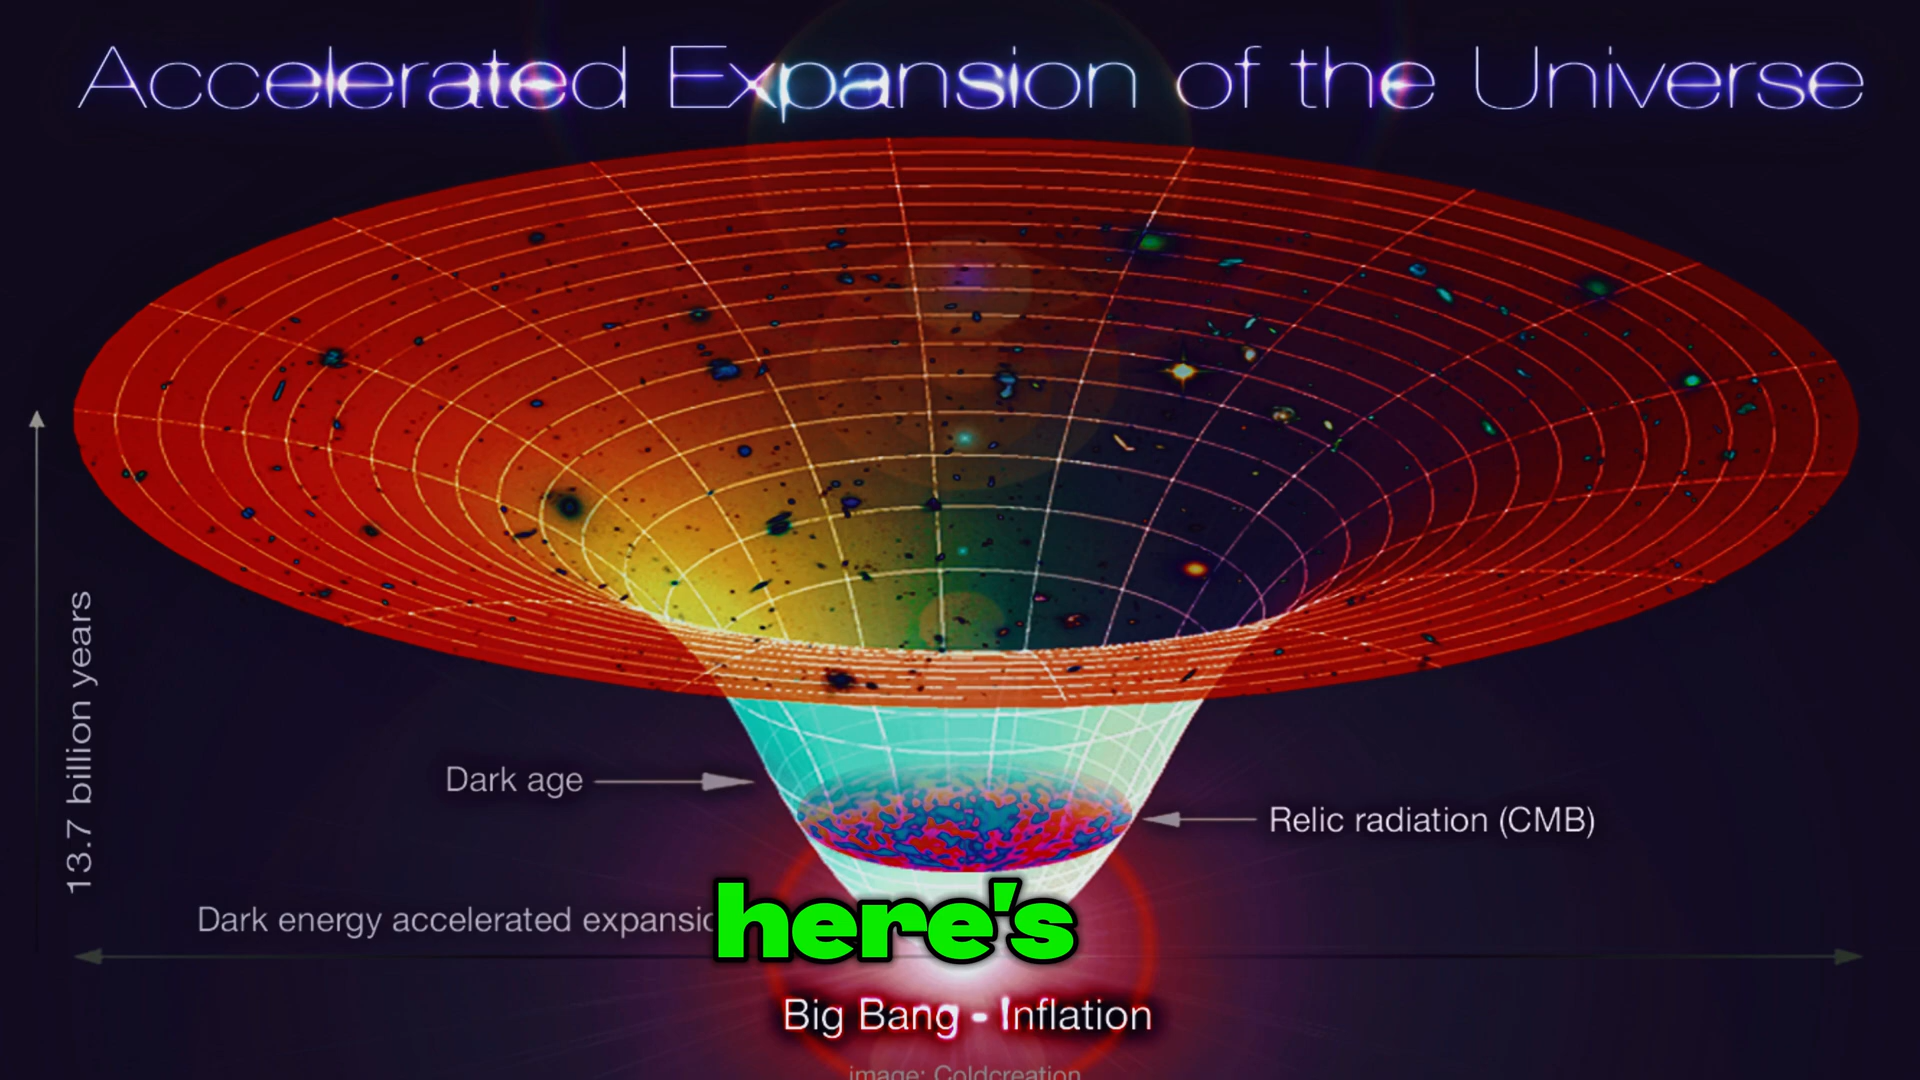 Accelerated Expansion of the Universe
13.7 billion years
Dark age
Relic radiation (CMB)
Dark energy accelerated
here's
Big Bang - Inflation
image: Coldcreation